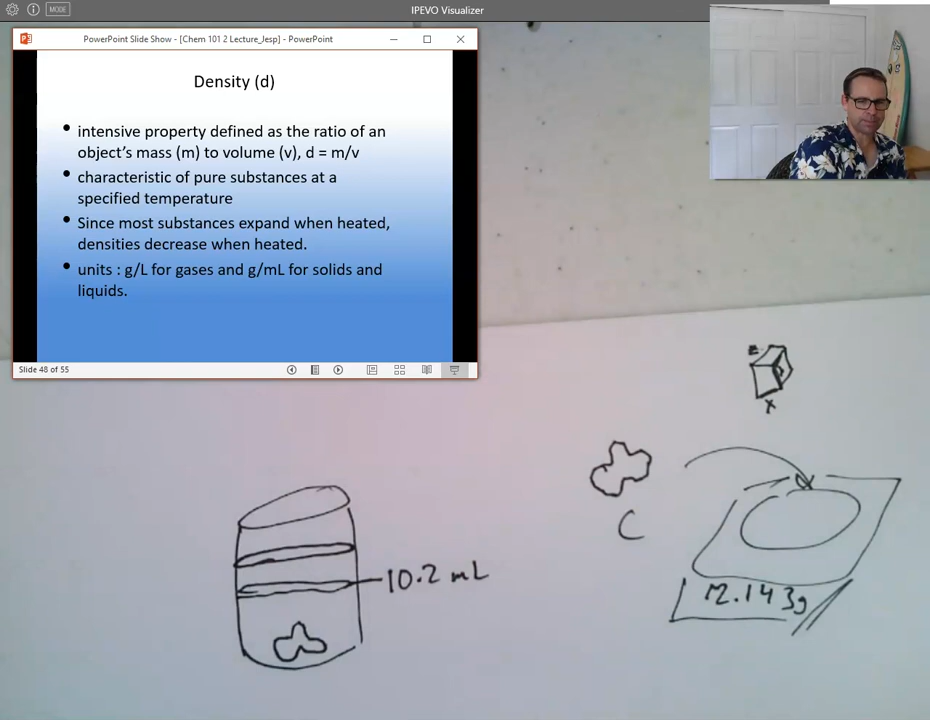 IPEVO Visualizer
MODE
PowerPoint Slide Show - [Chem 101 2 Lecture_Jesp] - PowerPoint
Density (d)
• intensive property defined as the ratio of an
object's mass (m) to volume (v), d = m/v
• characteristic of pure substances at a
specified temperature
• Since most substances expand when heated,
densities decrease when heated.
• units : g/L for gases and g/mL for solids and
liquids.
Slide 48 of 55
x
C
10.2 mL
12.143g